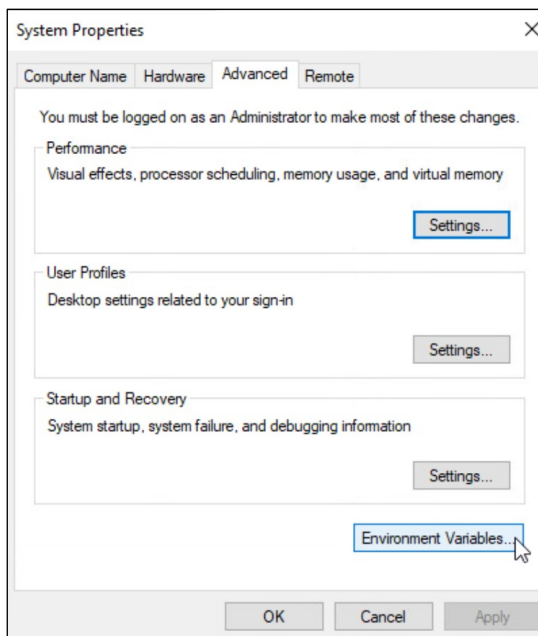 System Properties
Computer Name Hardware Advanced Remote
You must be logged on as an Administrator to make most of these changes.
Performance
Visual effects, processor scheduling, memory usage, and virtual memory
Settings...
User Profiles
Desktop settings related to your sign-in
Settings...
Startup and Recovery
System startup, system failure, and debugging information
Settings...
Environment Variables...
OK Cancel Apply